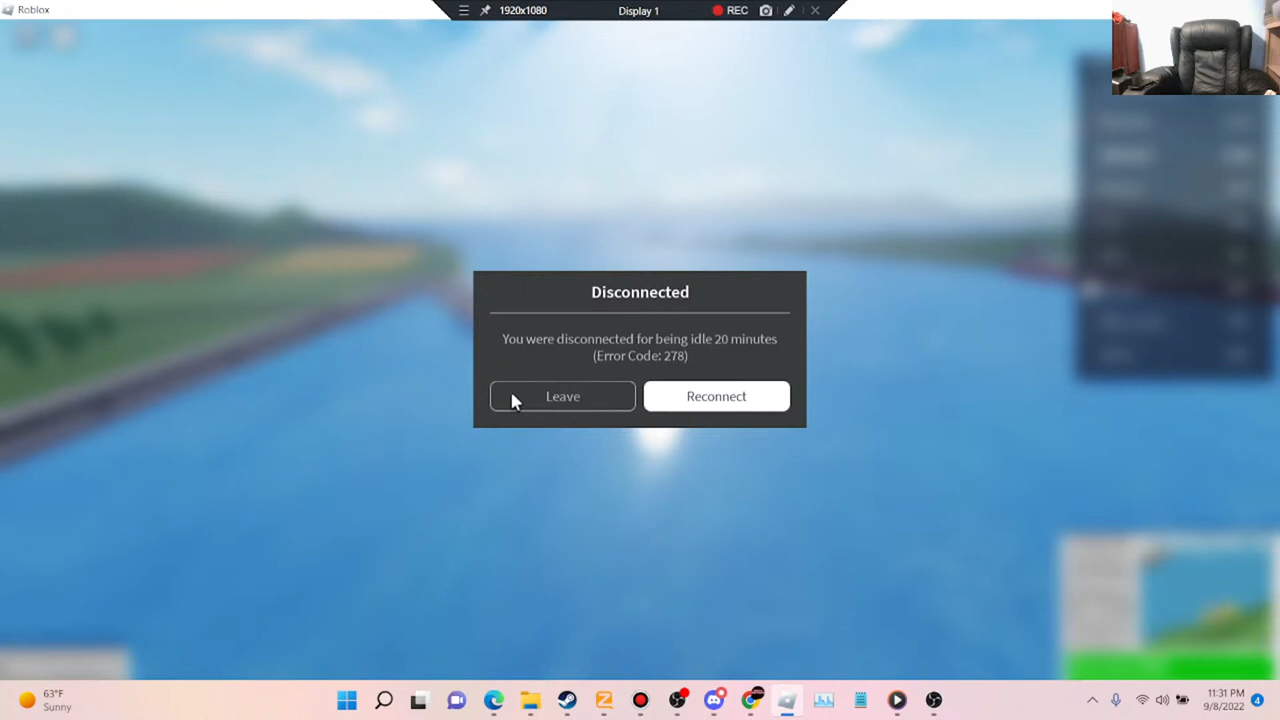 Roblox
1920x1080
Display 1
REC
Disconnected
You were disconnected for being idle 20 minutes
(Error Code: 278)
Leave
Reconnect
63°F
Sunny
11:31 PM
9/8/2022
4